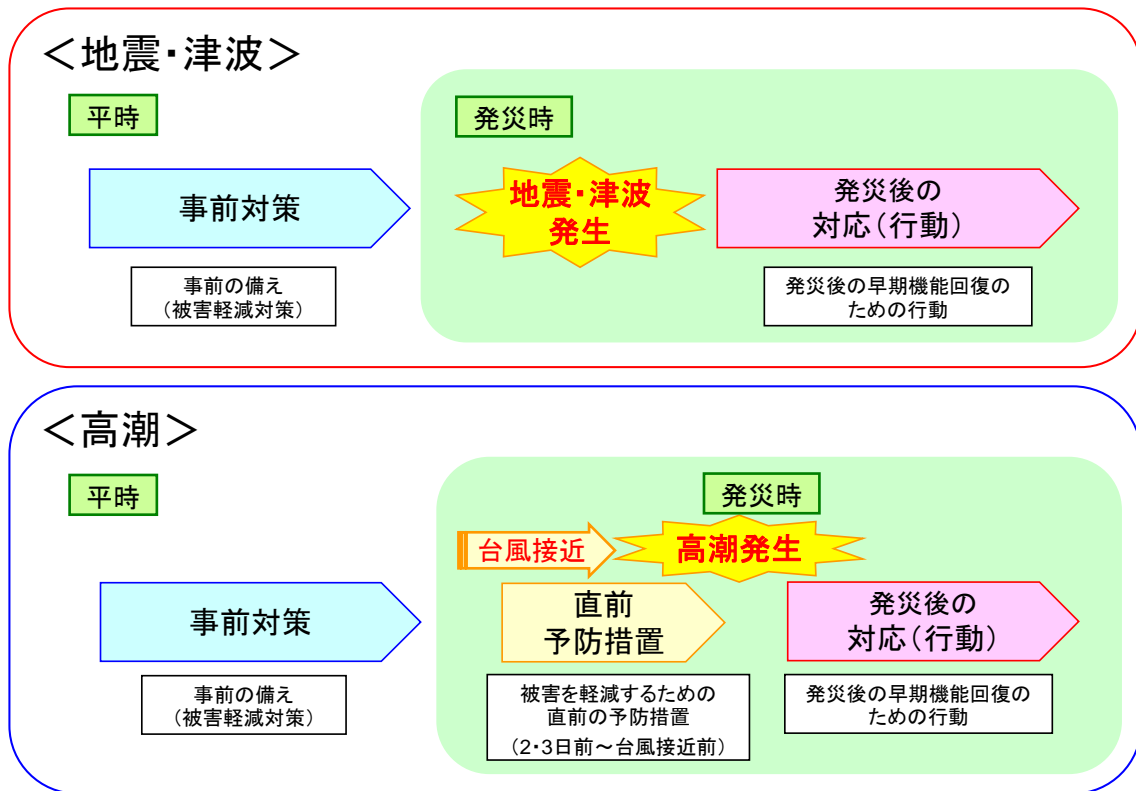 ＜地震・津波＞
平時
発災時
事前対策
地震・津波
発生
発災後の
対応（行動）
事前の備え
（被害軽減対策）
発災後の早期機能回復の
ための行動
＜高潮＞
平時
発災時
台風接近
高潮発生
事前対策
直前
予防措置
発災後の
対応（行動）
事前の備え
（被害軽減対策）
被害を軽減するための
直前の予防措置
（2・3日前～台風接近前）
発災後の早期機能回復の
ための行動